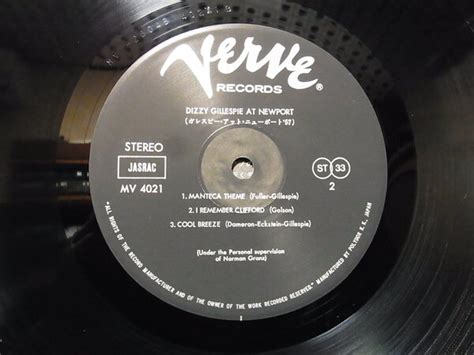 Verve
RECORDS ®
DIZZY GILLESPIE AT NEWPORT
(ガレスピー・アット・ニューポート'57)
STEREO
JASRAC
MV 4021
ST 33
2
1. MANTECA THEME (Fuller-Gillespie)
2. I REMEMBER CLIFFORD (Golson)
3. COOL BREEZE (Dameron-Eckstein-Gillespie)
(Under the Personal supervision
of Norman Granz)
"ALL RIGHTS OF THE RECORD MANUFACTURER AND OF THE OWNER OF THE WORK RECORDED RESERVED." MANUFACTURED BY POLYDOR K. K., JAPAN